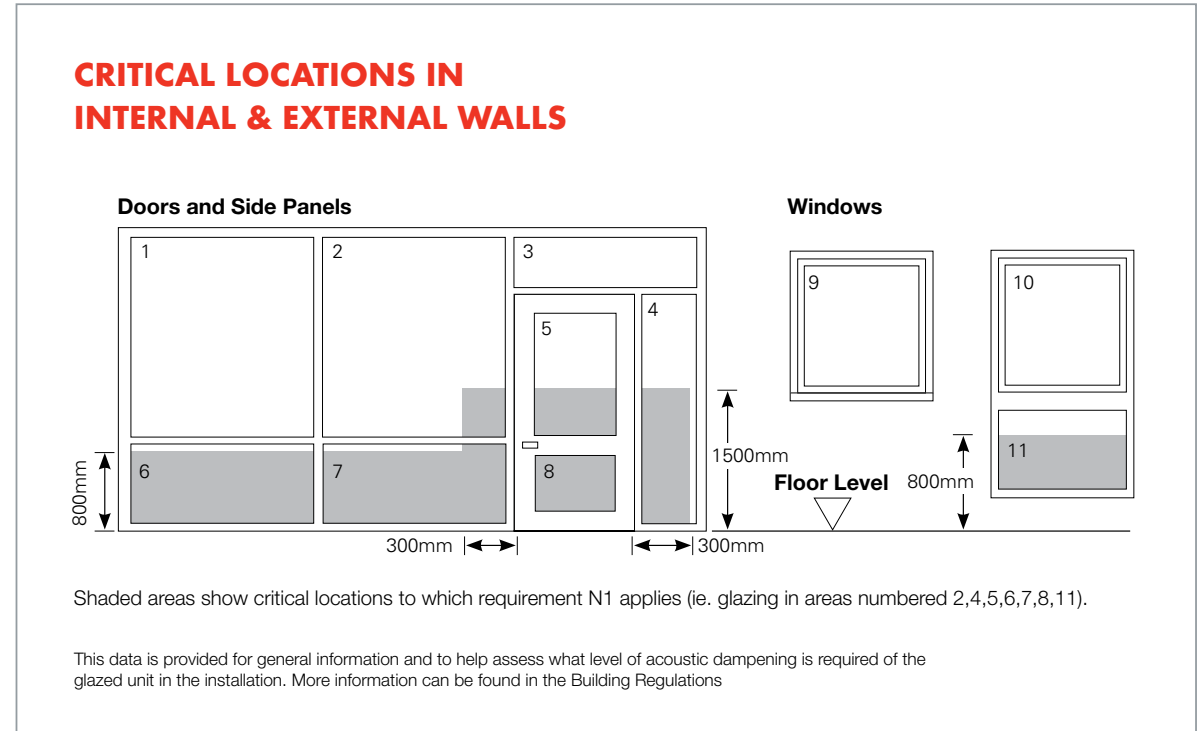 CRITICAL LOCATIONS IN
INTERNAL & EXTERNAL WALLS
Doors and Side Panels
Windows
1
2
3
4
5
6
7
8
9
10
11
800mm
300mm
300mm
1500mm
Floor Level
800mm
Shaded areas show critical locations to which requirement N1 applies (ie. glazing in areas numbered 2,4,5,6,7,8,11).
This data is provided for general information and to help assess what level of acoustic dampening is required of the
glazed unit in the installation. More information can be found in the Building Regulations